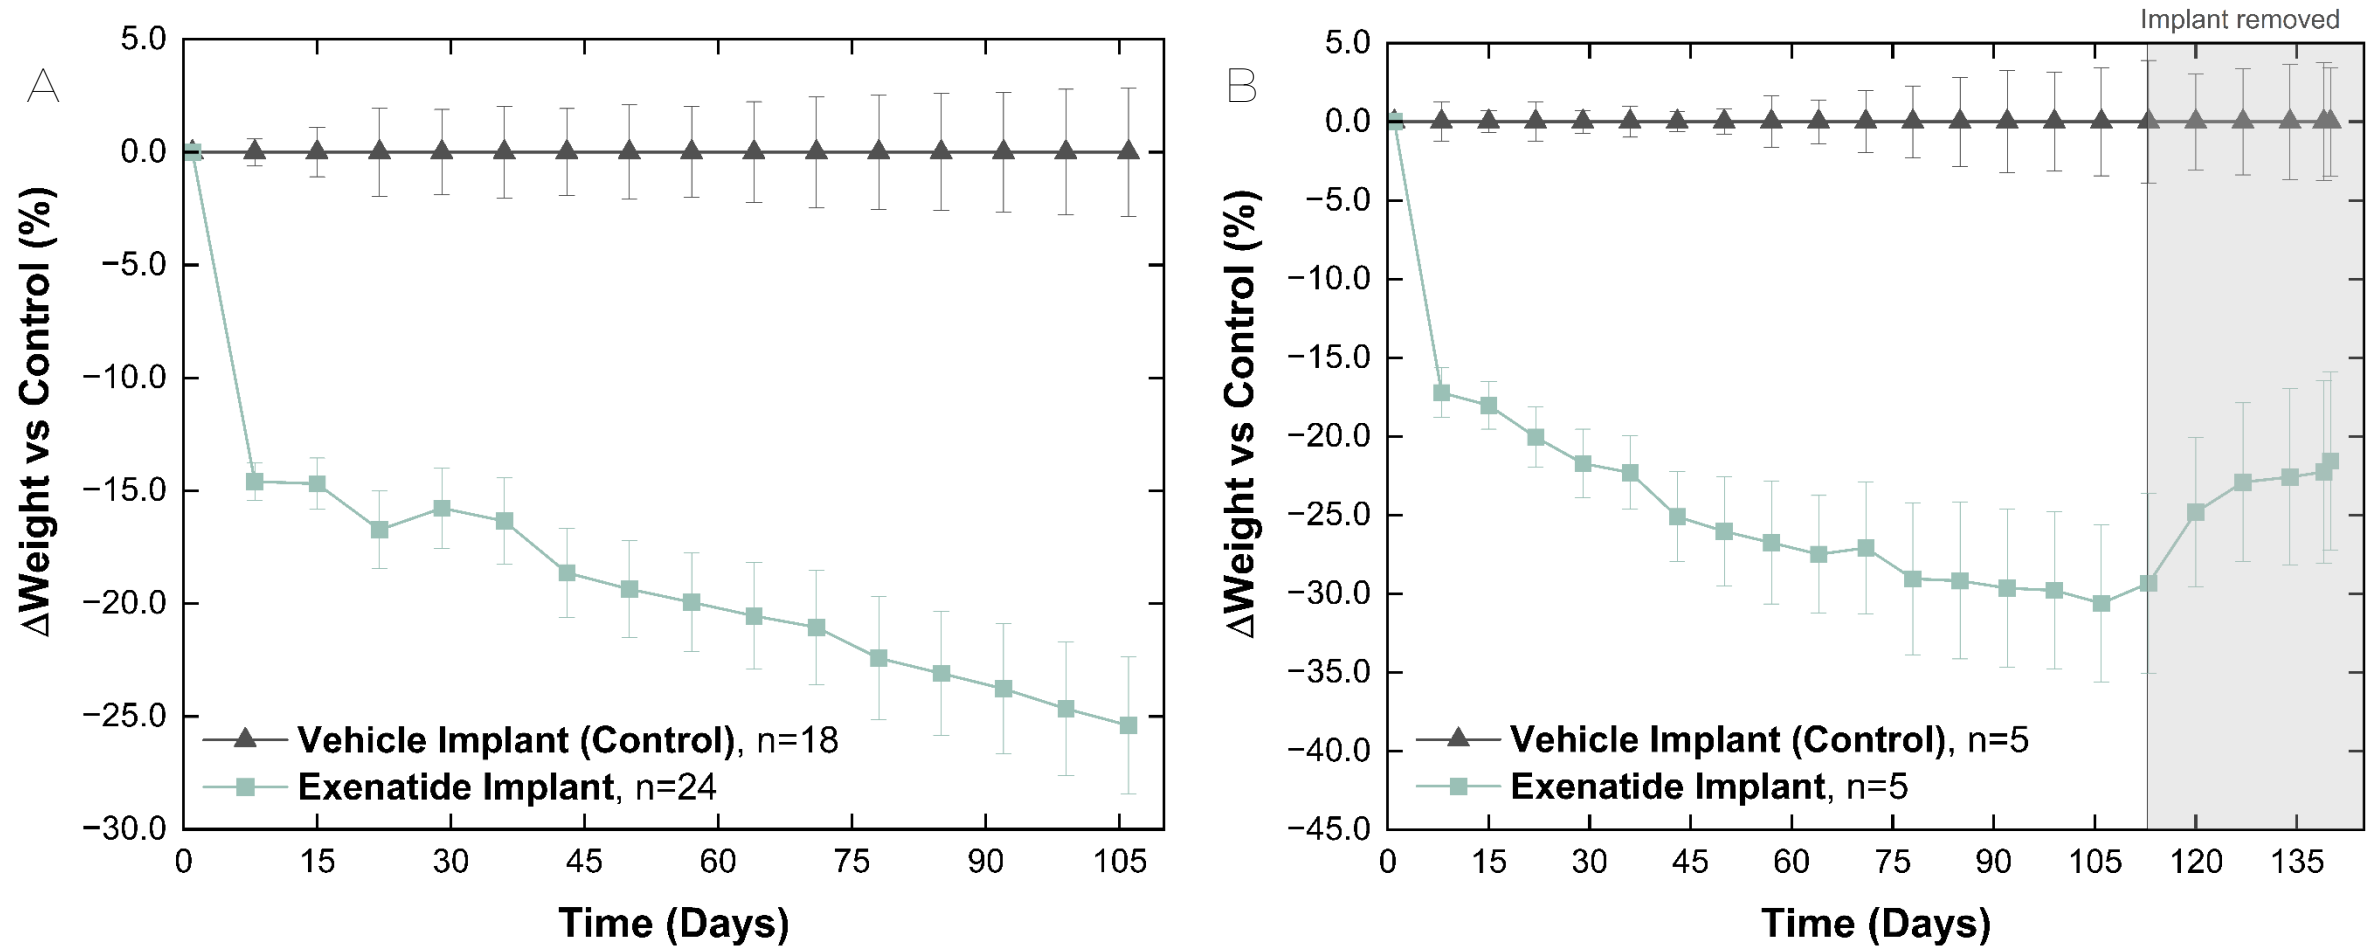 A
ΔWeight vs Control (%)
5.0
0.0
−5.0
−10.0
−15.0
−20.0
−25.0
−30.0
Vehicle Implant (Control), n=18
Exenatide Implant, n=24
0 15 30 45 60 75 90 105
Time (Days)
Implant removed
B
ΔWeight vs Control (%)
5.0
0.0
−5.0
−10.0
−15.0
−20.0
−25.0
−30.0
−35.0
−40.0
−45.0
Vehicle Implant (Control), n=5
Exenatide Implant, n=5
0 15 30 45 60 75 90 105 120 135
Time (Days)